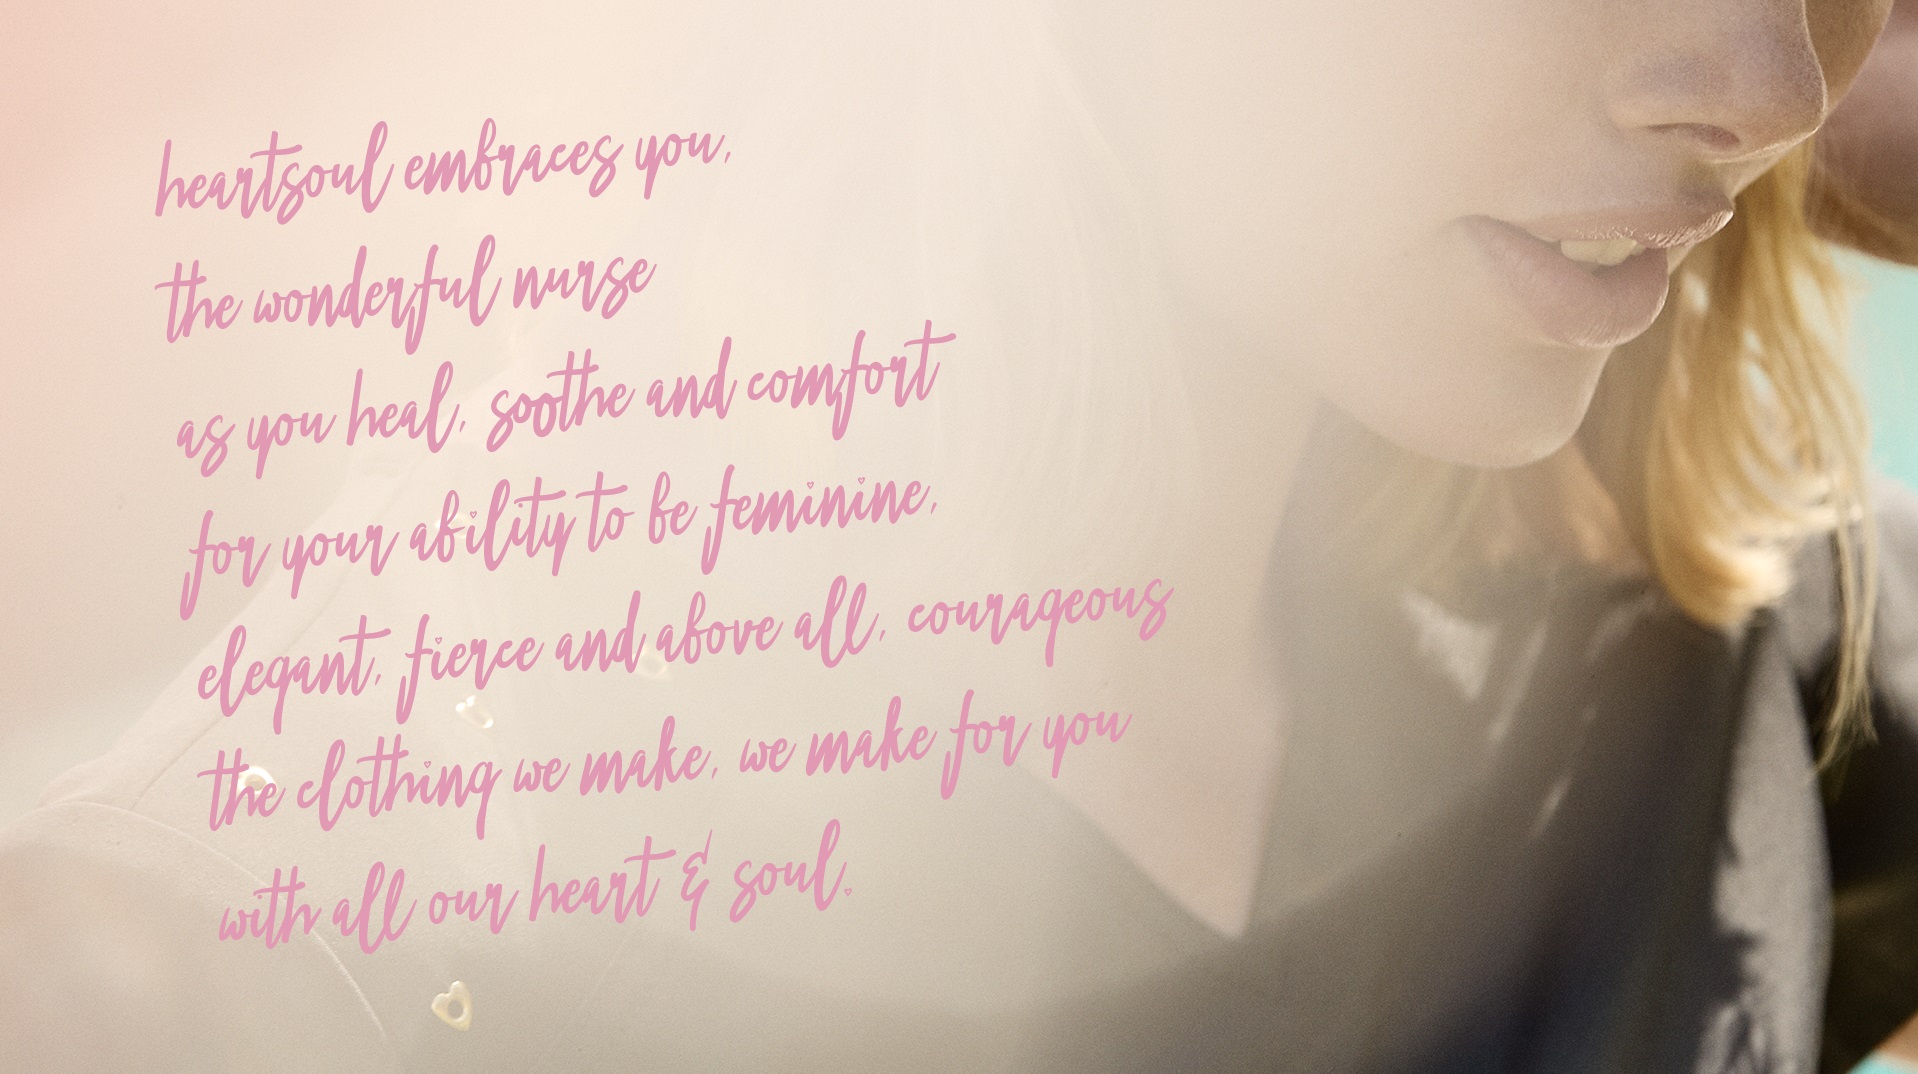 heartsoul embraces you,
the wonderful nurse
as you heal, soothe and comfort
for your ability to be feminine,
elegant, fierce and above all, courageous
the clothing we make, we make for you
with all our heart & soul.